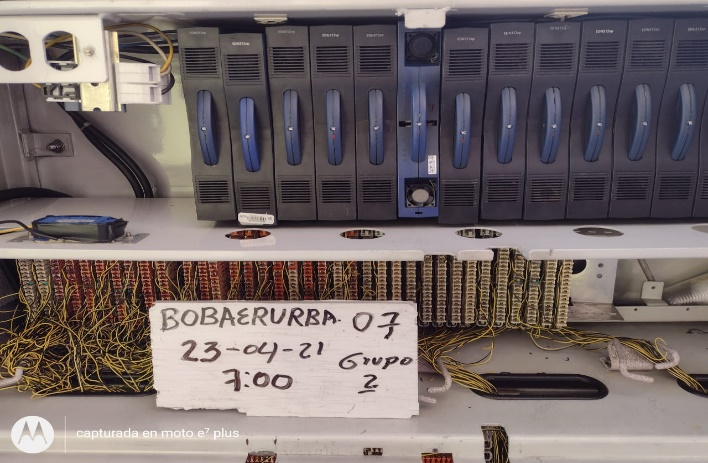 BOBAERURBA 07
23-04-21
7:00
Grupo
2
capturada en moto e⁷ plus